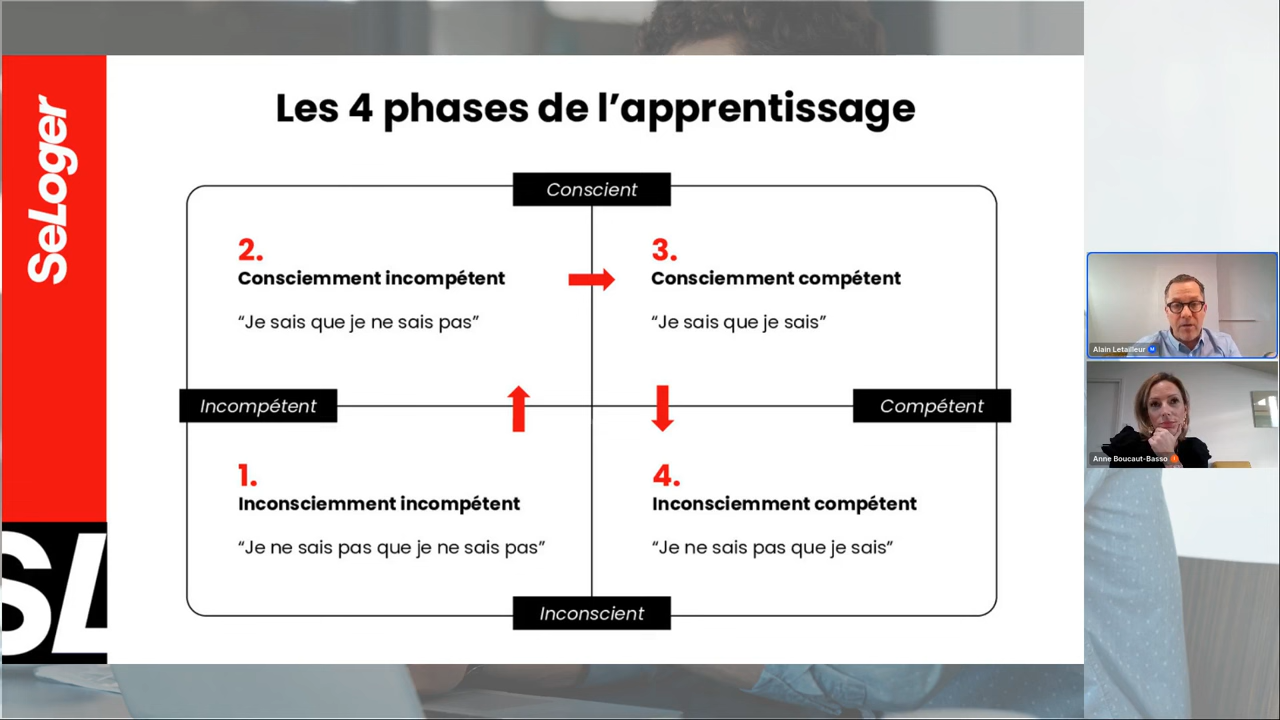 SeLoger
SL
Les 4 phases de l’apprentissage
Conscient
2.
Consciemment incompétent
“Je sais que je ne sais pas”
3.
Consciemment compétent
“Je sais que je sais”
Incompétent
Compétent
1.
Inconsciemment incompétent
“Je ne sais pas que je ne sais pas”
4.
Inconsciemment compétent
“Je ne sais pas que je sais”
Inconscient
Alain Letailleur
Anne Boucaut-Basso